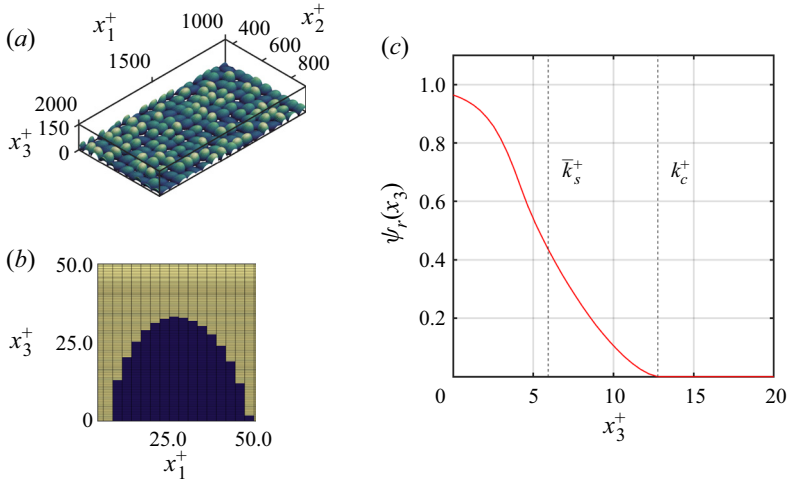 (a)
x₁⁺
1000
400
x₂⁺
600
800
1500
2000
150
x₃⁺
0
(b)
50.0
x₃⁺
25.0
0
25.0
50.0
x₁⁺
(c)
1.0
0.8
0.6
0.4
0.2
ψᵣ(x₃)
k̅ₛ⁺
k_c⁺
0
5
10
15
20
x₃⁺